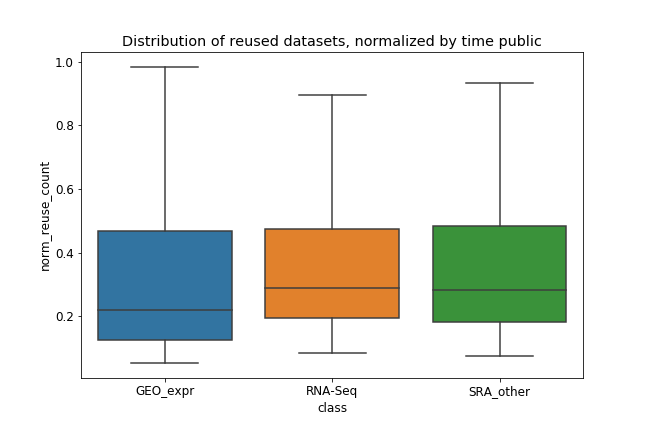 Distribution of reused datasets, normalized by time public
norm_reuse_count
1.0
0.8
0.6
0.4
0.2
GEO_expr
RNA-Seq
SRA_other
class